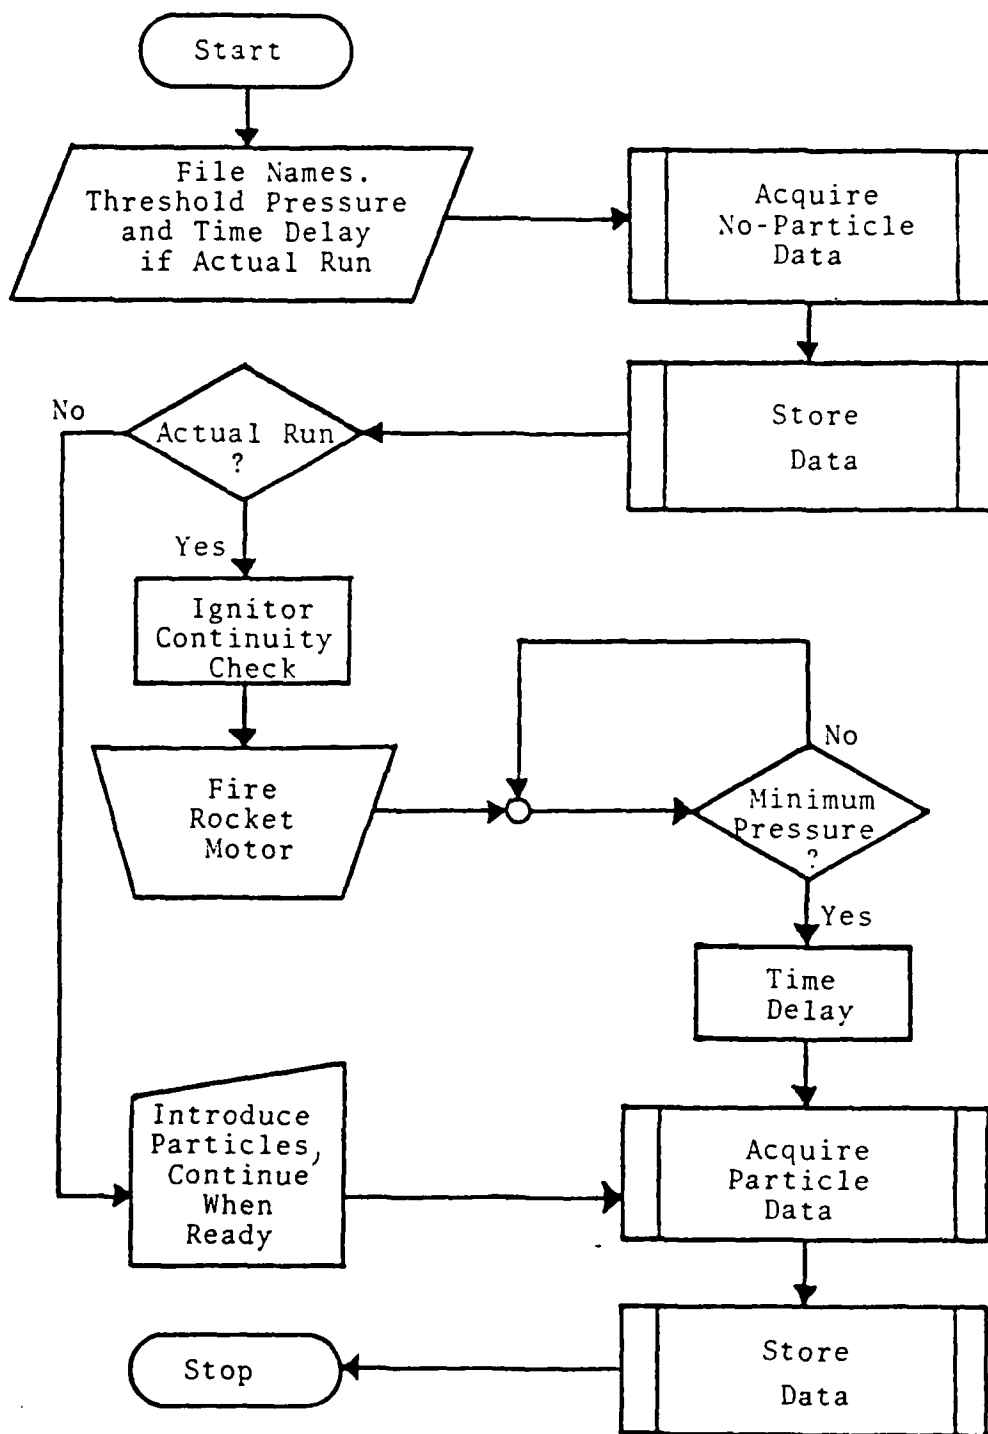 Start
File Names.
Threshold Pressure
and Time Delay
if Actual Run
Acquire
No-Particle
Data
Store
Data
No
Actual Run
?
Yes
Ignitor
Continuity
Check
Fire
Rocket
Motor
No
Minimum
Pressure
?
Yes
Time
Delay
Introduce
Particles,
Continue
When
Ready
Acquire
Particle
Data
Store
Data
Stop